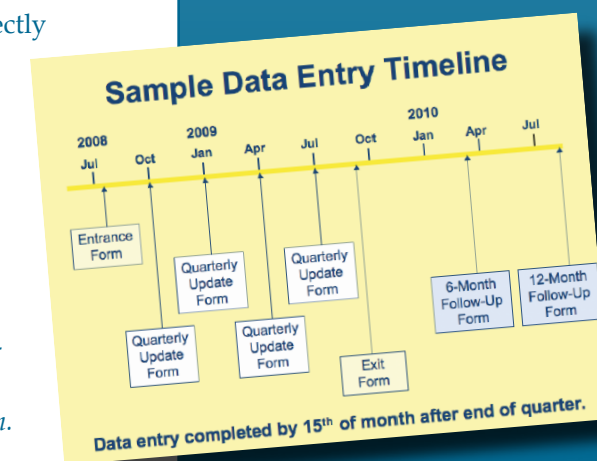 ectly
Sample Data Entry Timeline
2008
2009
2010
Jul
Oct
Jan
Apr
Jul
Oct
Jan
Apr
Jul
Entrance
Form
Quarterly
Update
Form
Quarterly
Update
Form
Quarterly
Update
Form
Quarterly
Update
Form
Exit
Form
6-Month
Follow-Up
Form
12-Month
Follow-Up
Form
Data entry completed by 15th of month after end of quarter.